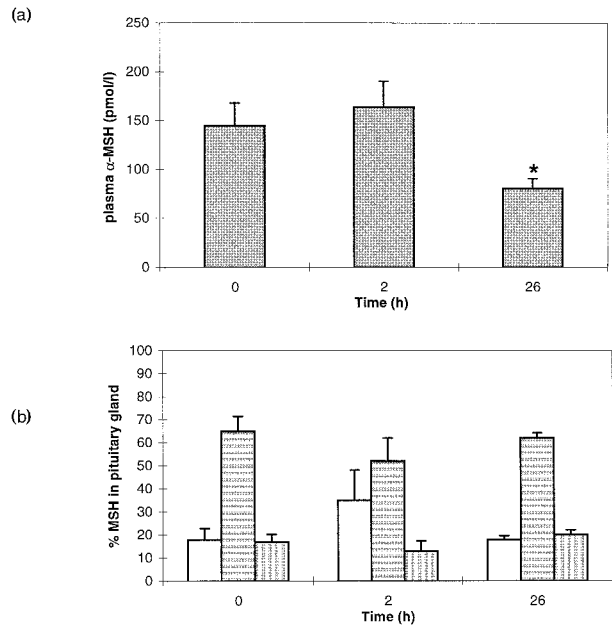 (a)
plasma α-MSH (pmol/l)
250
200
150
100
50
0
*
0 2 26
Time (h)
(b)
% MSH in pituitary gland
100
90
80
70
60
50
40
30
20
10
0
0 2 26
Time (h)